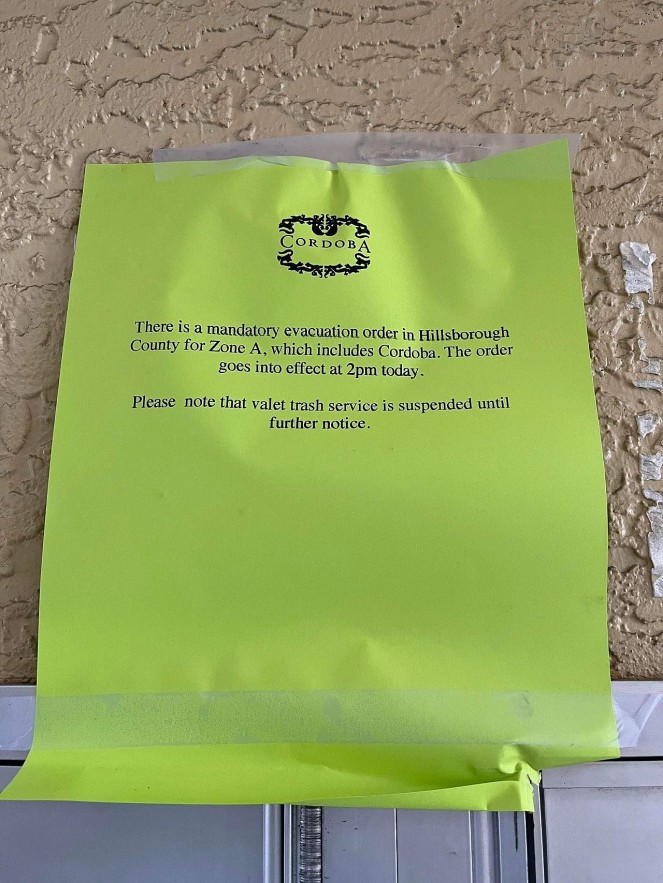 CORDOBA
There is a mandatory evacuation order in Hillsborough
County for Zone A, which includes Cordoba. The order
goes into effect at 2pm today.
Please note that valet trash service is suspended until
further notice.